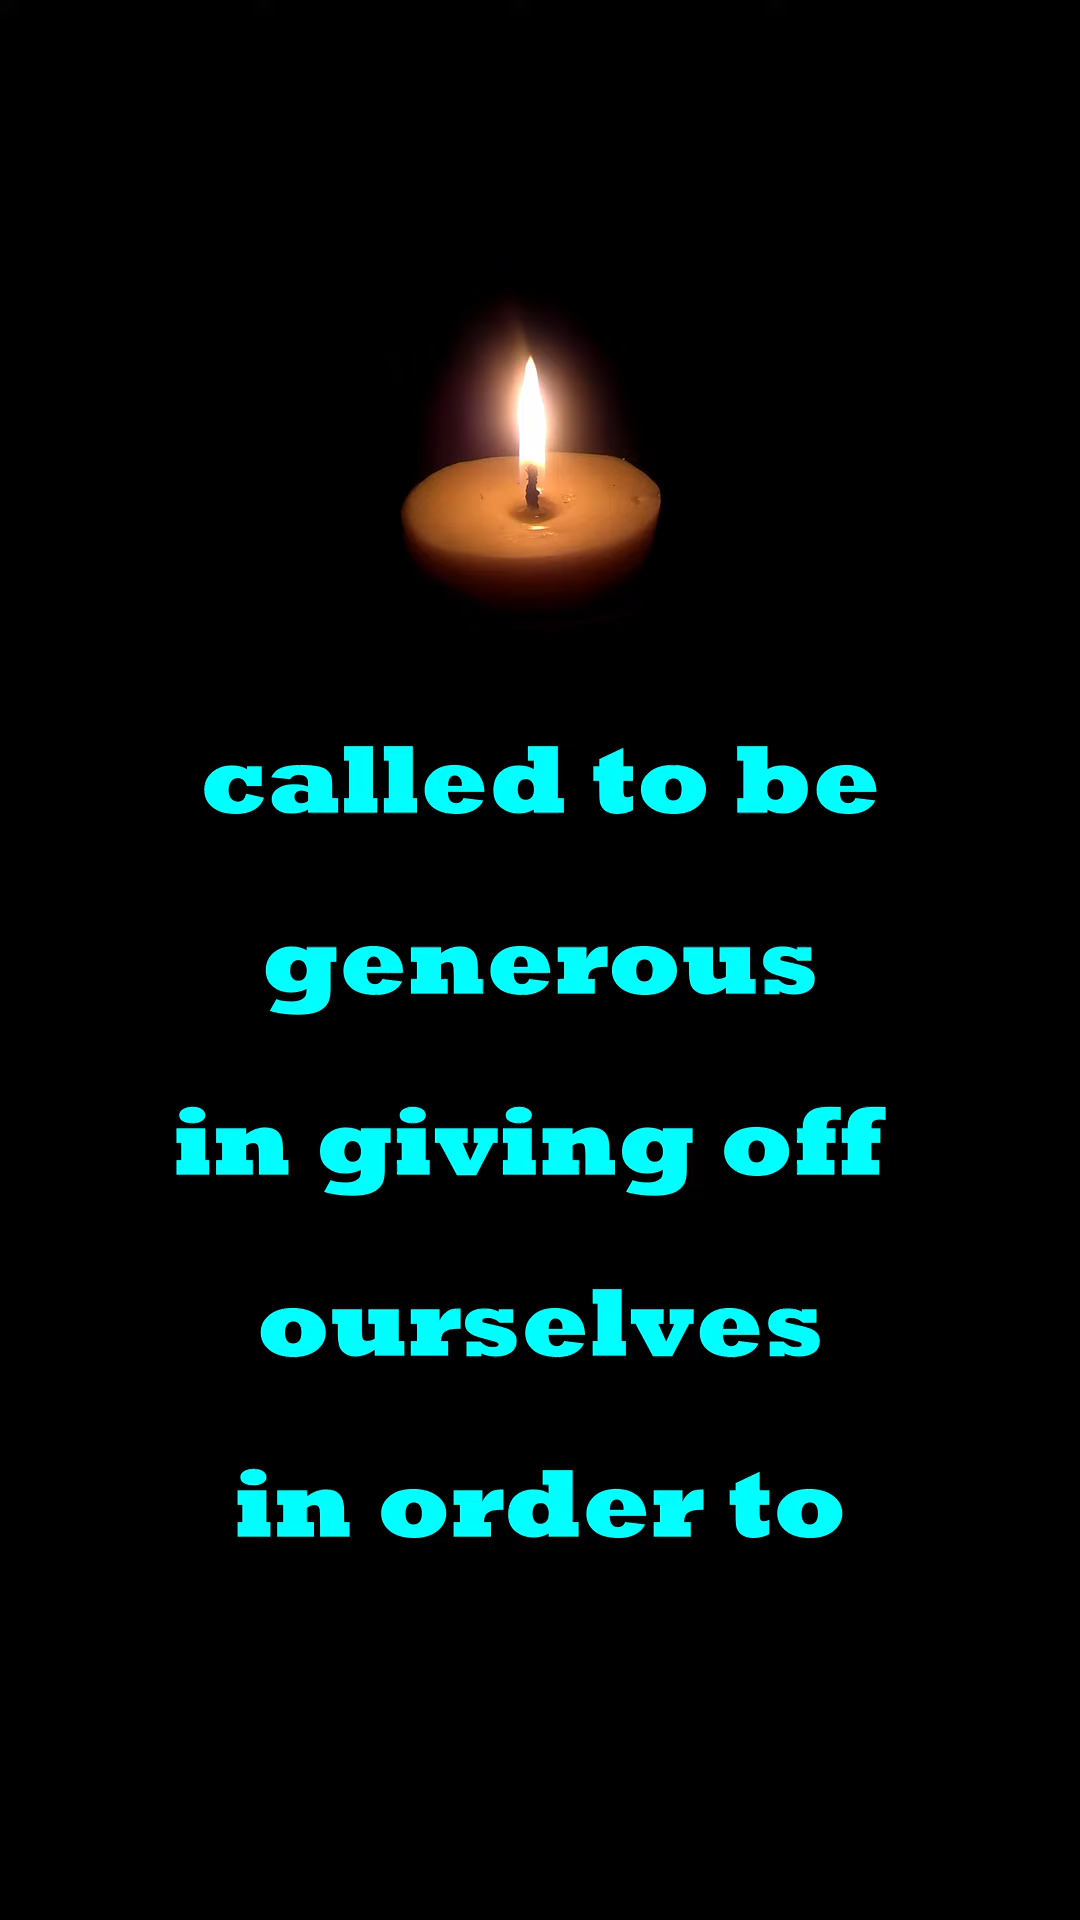 called to be
generous
in giving off
ourselves
in order to